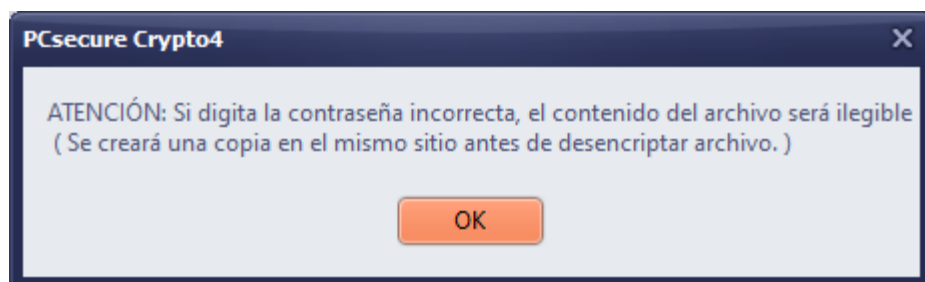 PCsecure Crypto4
ATENCIÓN: Si digita la contraseña incorrecta, el contenido del archivo será ilegible
( Se creará una copia en el mismo sitio antes de desencriptar archivo. )
OK